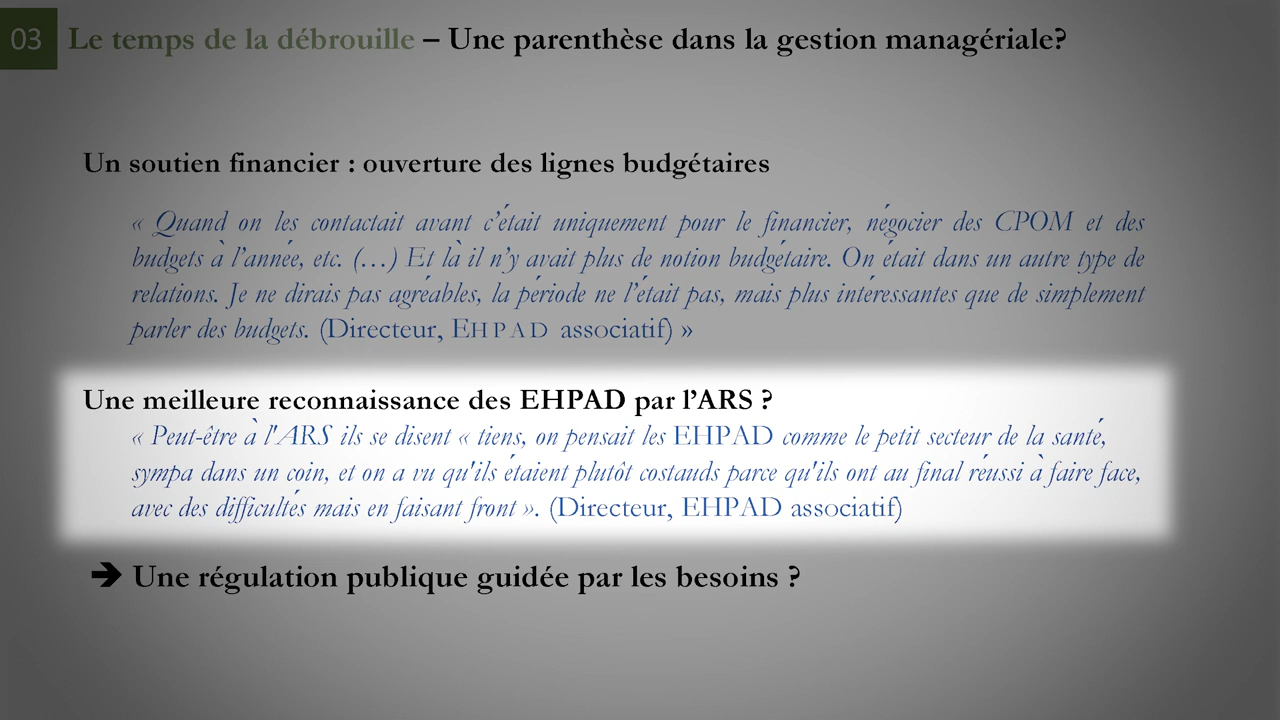 03 Le temps de la débrouille – Une parenthèse dans la gestion managériale?
Un soutien financier : ouverture des lignes budgétaires
« Quand on les contactait avant c'était uniquement pour le financier, négocier des CPOM et des
budgets à l'année, etc. (…) Et là il n'y avait plus de notion budgétaire. On était dans un autre type de
relations. Je ne dirais pas agréables, la période ne l'était pas, mais plus intéressantes que de simplement
parler des budgets. (Directeur, EHPAD associatif) »
Une meilleure reconnaissance des EHPAD par l'ARS ?
« Peut-être à l'ARS ils se disent « tiens, on pensait les EHPAD comme le petit secteur de la santé,
sympa dans un coin, et on a vu qu'ils étaient plutôt costauds parce qu'ils ont au final réussi à faire face,
avec des difficultés mais en faisant front ». (Directeur, EHPAD associatif)
➔ Une régulation publique guidée par les besoins ?